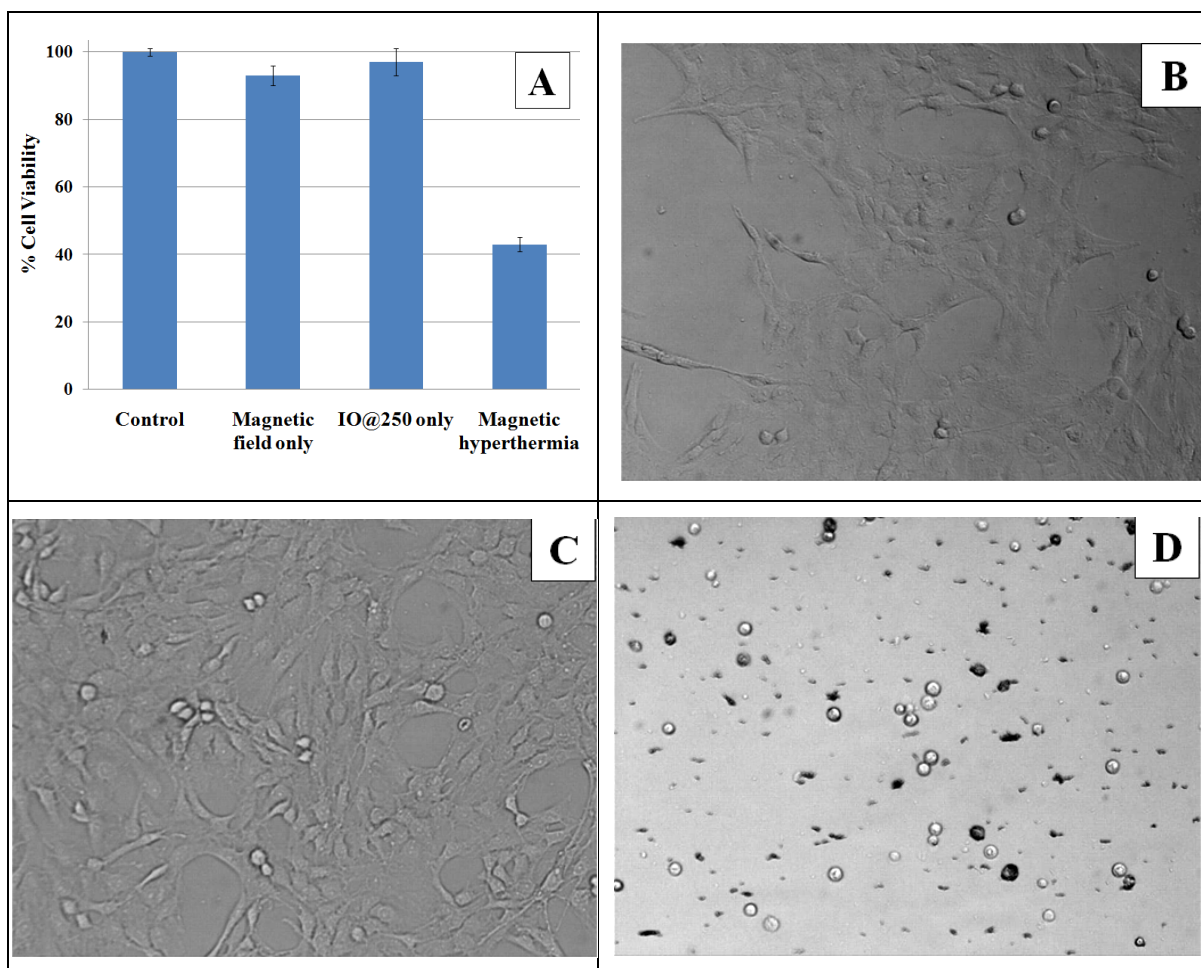 100
80
60
40
20
0
% Cell Viability
A
Control
Magnetic
field only
IO@250 only
Magnetic
hyperthermia
B
C
D